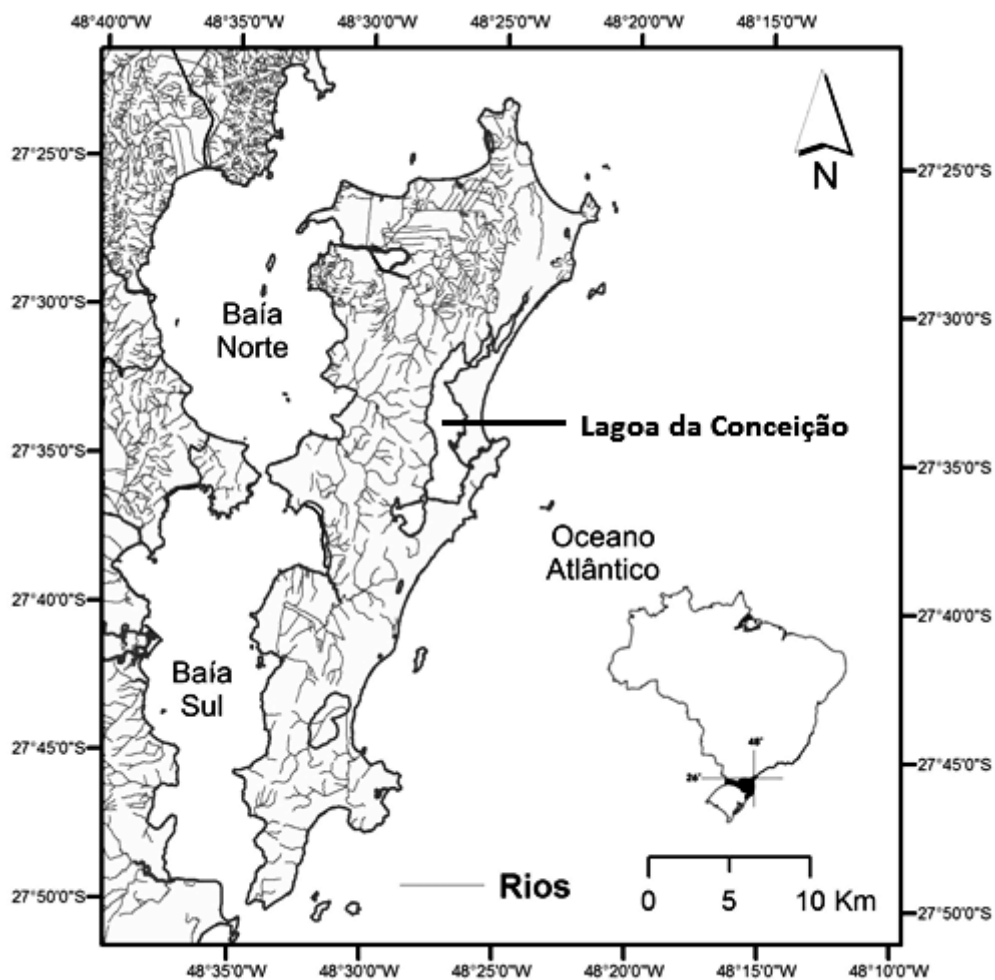 48°40'0"W 48°35'0"W 48°30'0"W 48°25'0"W 48°20'0"W 48°15'0"W
N
27°25'0"S
27°25'0"S
27°30'0"S
27°30'0"S
Baía
Norte
Lagoa da Conceição
27°35'0"S
27°35'0"S
Oceano
Atlântico
27°40'0"S
27°40'0"S
Baía
Sul
27°45'0"S
27°45'0"S
48°
26°
Rios
0 5 10 Km
27°50'0"S
27°50'0"S
48°35'0"W 48°30'0"W 48°25'0"W 48°20'0"W 48°15'0"W 48°10'0"W